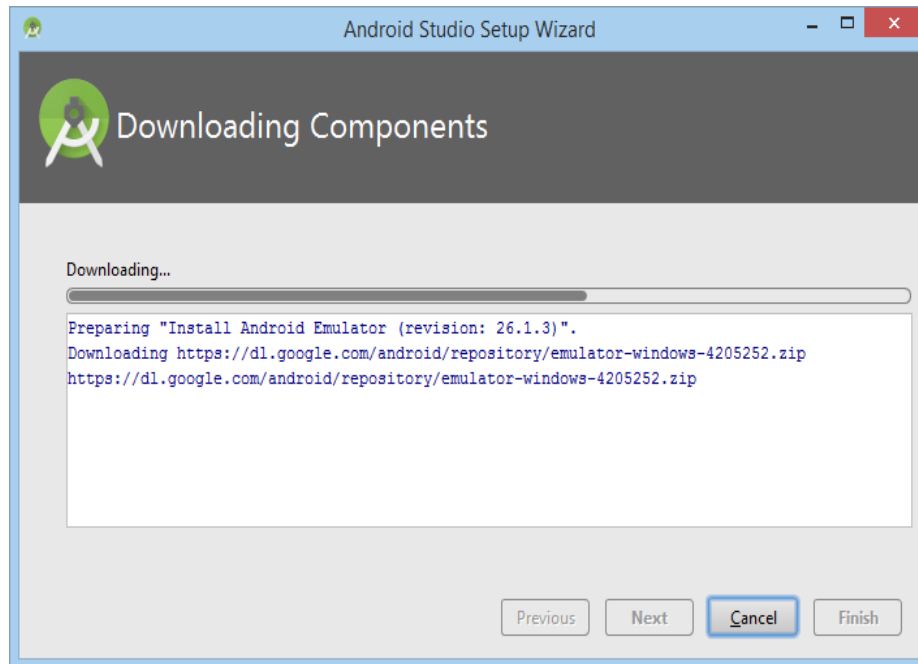 Android Studio Setup Wizard
Downloading Components
Downloading...
Preparing "Install Android Emulator (revision: 26.1.3)".
Downloading https://dl.google.com/android/repository/emulator-windows-4205252.zip
https://dl.google.com/android/repository/emulator-windows-4205252.zip
Previous Next Cancel Finish